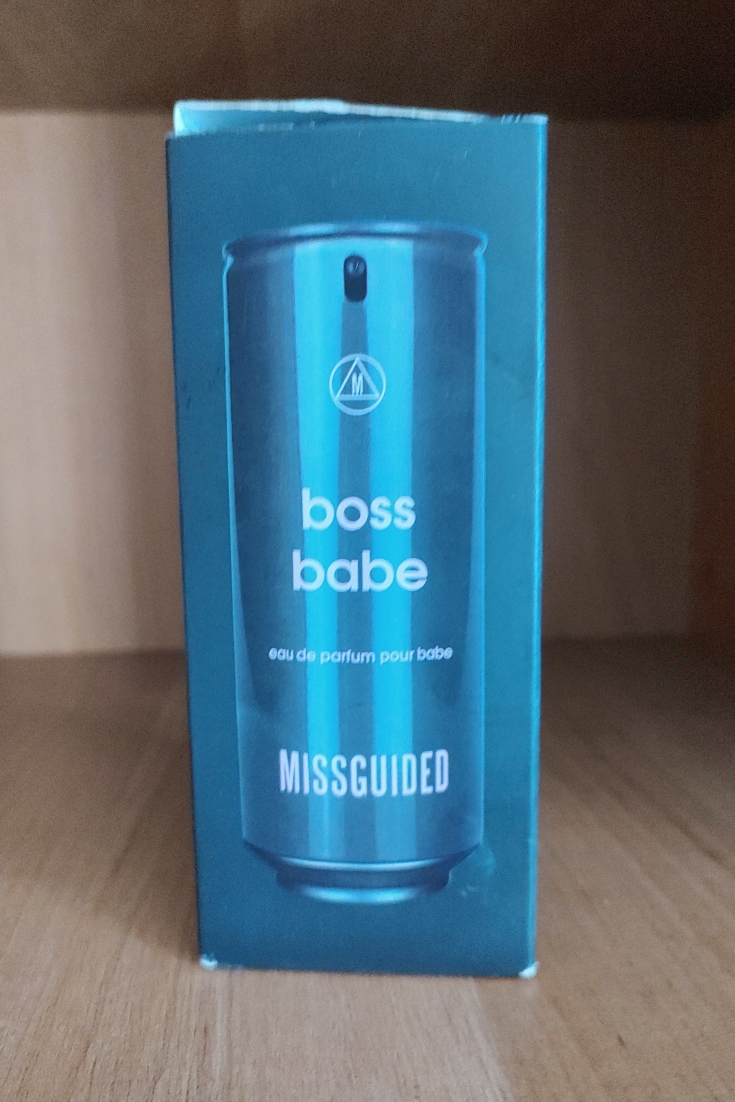 M
boss
babe
eau de parfum pour babe
MISSGUIDED